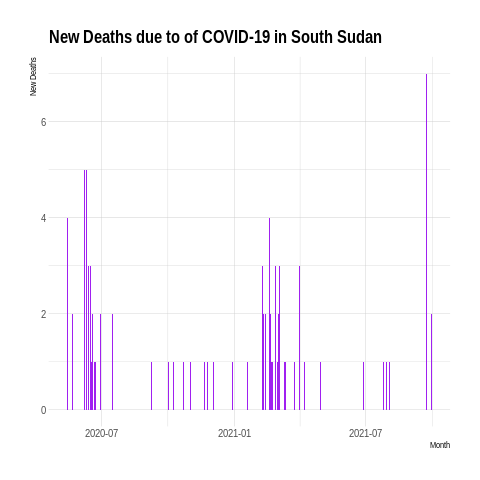 New Deaths due to of COVID-19 in South Sudan
New Deaths
6
4
2
0
2020-07
2021-01
2021-07
Month